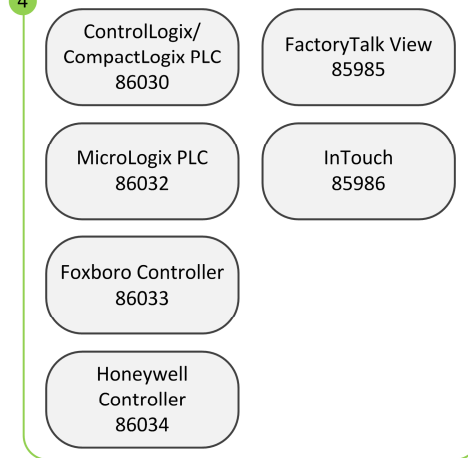 4
ControlLogix/
CompactLogix PLC
86030
FactoryTalk View
85985
MicroLogix PLC
86032
InTouch
85986
Foxboro Controller
86033
Honeywell
Controller
86034